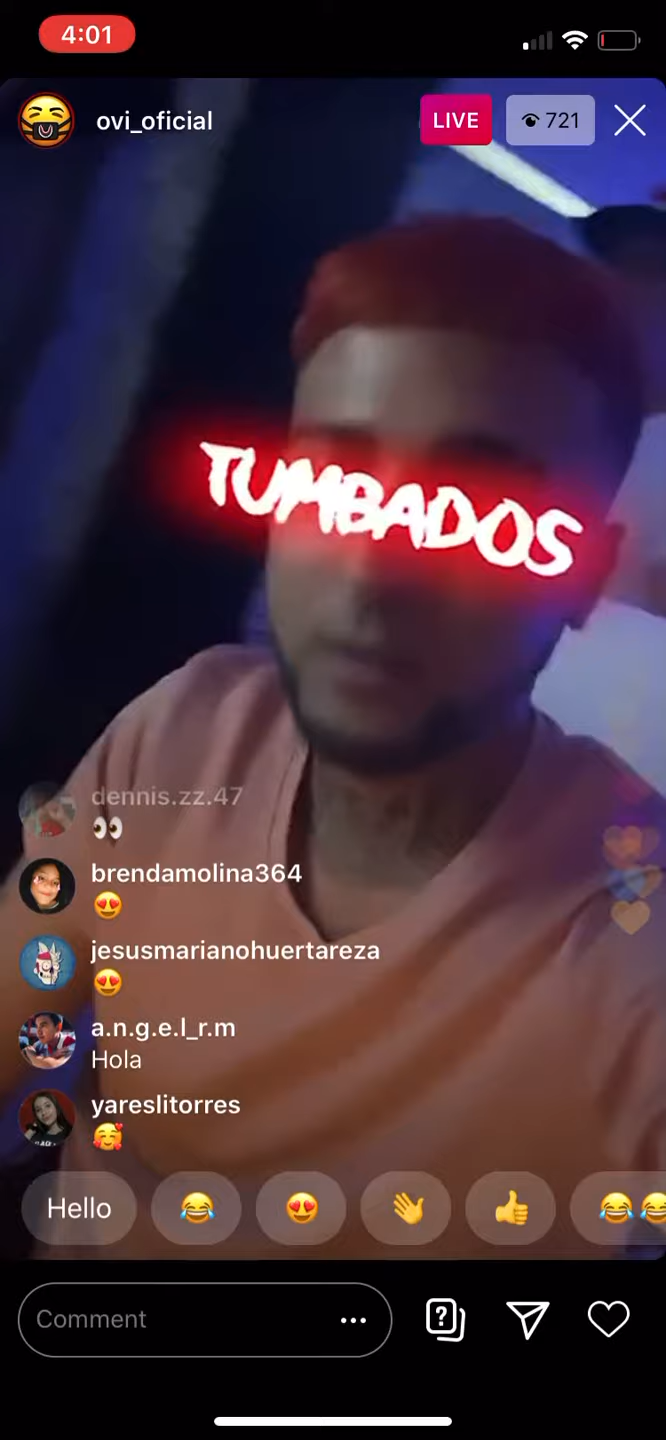 4:01
ovi_oficial
LIVE
721
TUMBADOS
dennis.zz.47
brendamolina364
jesusmarianohuertareza
a.n.g.e.l_r.m
Hola
yareslitorres
Hello
Comment